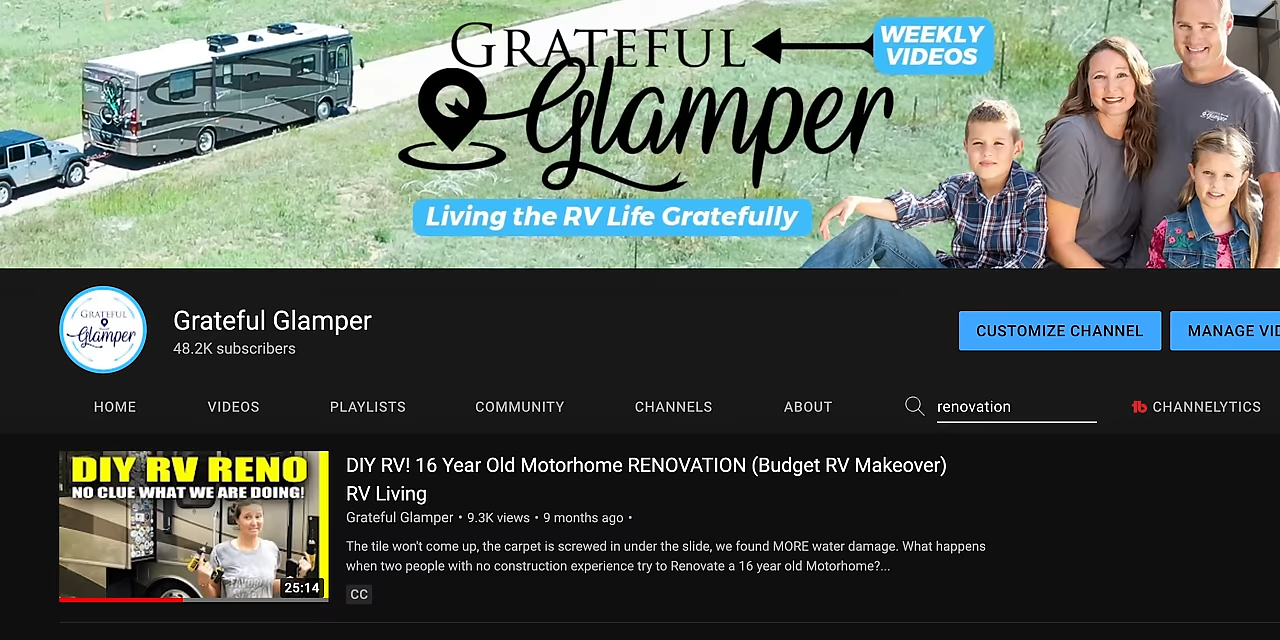 GRATEFUL
WEEKLY
VIDEOS
Glamper
Living the RV Life Gratefully
GRATEFUL
Glamper
Grateful Glamper
48.2K subscribers
CUSTOMIZE CHANNEL
MANAGE VID
HOME
VIDEOS
PLAYLISTS
COMMUNITY
CHANNELS
ABOUT
renovation
tb CHANNELYTICS
DIY RV RENO
NO CLUE WHAT WE ARE DOING!
25:14
DIY RV! 16 Year Old Motorhome RENOVATION (Budget RV Makeover)
RV Living
Grateful Glamper • 9.3K views • 9 months ago •
The tile won't come up, the carpet is screwed in under the slide, we found MORE water damage. What happens
when two people with no construction experience try to Renovate a 16 year old Motorhome?...
CC